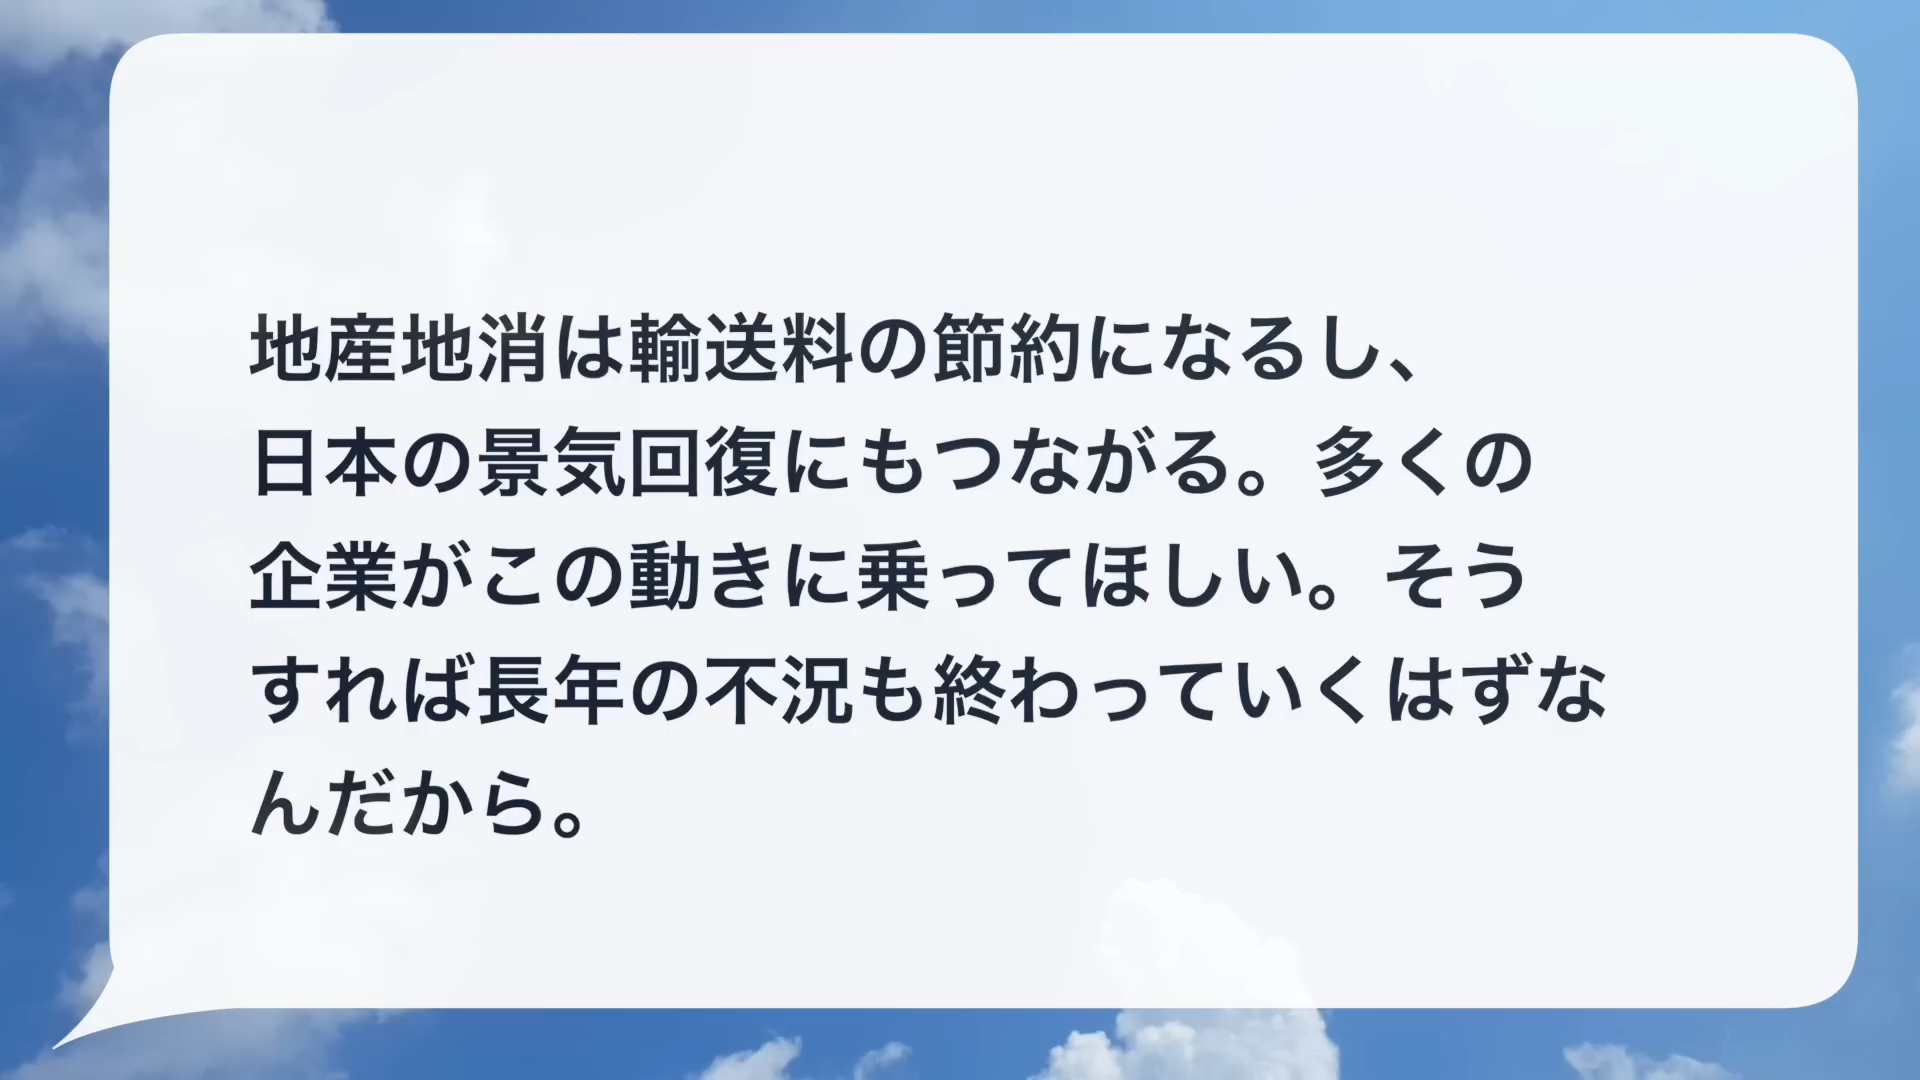 地産地消は輸送料の節約になるし、
日本の景気回復にもつながる。多くの
企業がこの動きに乗ってほしい。そう
すれば長年の不況も終わっていくはずな
んだから。